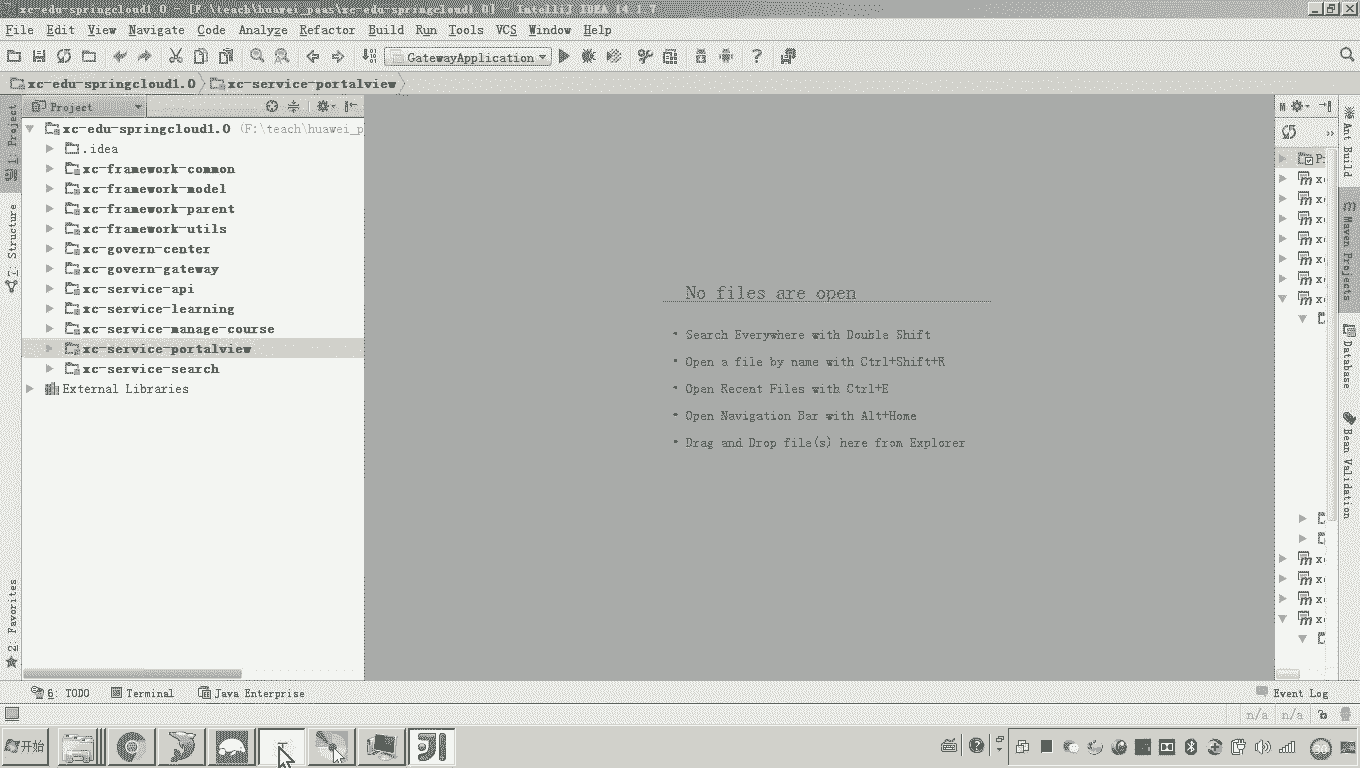 xc-edu-springcloud1.0 - [F:\teach\huawei_paas\xc-edu-springcloud1.0] - IntelliJ IDEA 14.1.7
File Edit View Navigate Code Analyze Refactor Build Run Tools VCS Window Help
GatewayApplication
xc-edu-springcloud1.0 xc-service-portalview
Project
xc-edu-springcloud1.0 (F:\teach\huawei_p
.idea
xc-framework-common
xc-framework-model
xc-framework-parent
xc-framework-utils
xc-govern-center
xc-govern-gateway
xc-service-api
xc-service-learning
xc-service-manage-course
xc-service-portalview
xc-service-search
External Libraries
1: Project
7: Structure
2: Favorites
No files are open
• Search Everywhere with Double Shift
• Open a file by name with Ctrl+Shift+R
• Open Recent Files with Ctrl+E
• Open Navigation Bar with Alt+Home
• Drag and Drop file(s) here from Explorer
Ant Build
Maven Projects
Database
Bean Validation
6: TODO Terminal Java Enterprise Event Log
n/a n/a
开始